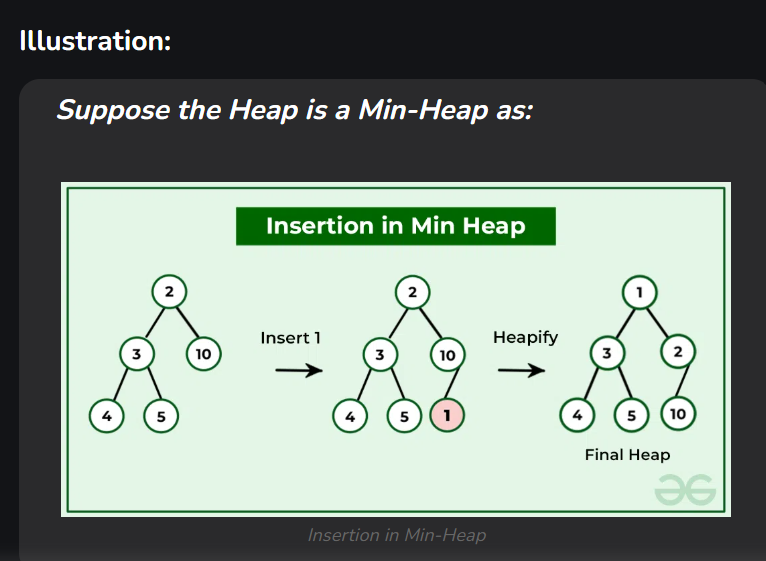 Illustration:
Suppose the Heap is a Min-Heap as:
Insertion in Min Heap
2
3
10
4
5
Insert 1
2
3
10
4
5
1
Heapify
1
3
2
4
5
10
Final Heap
Insertion in Min-Heap